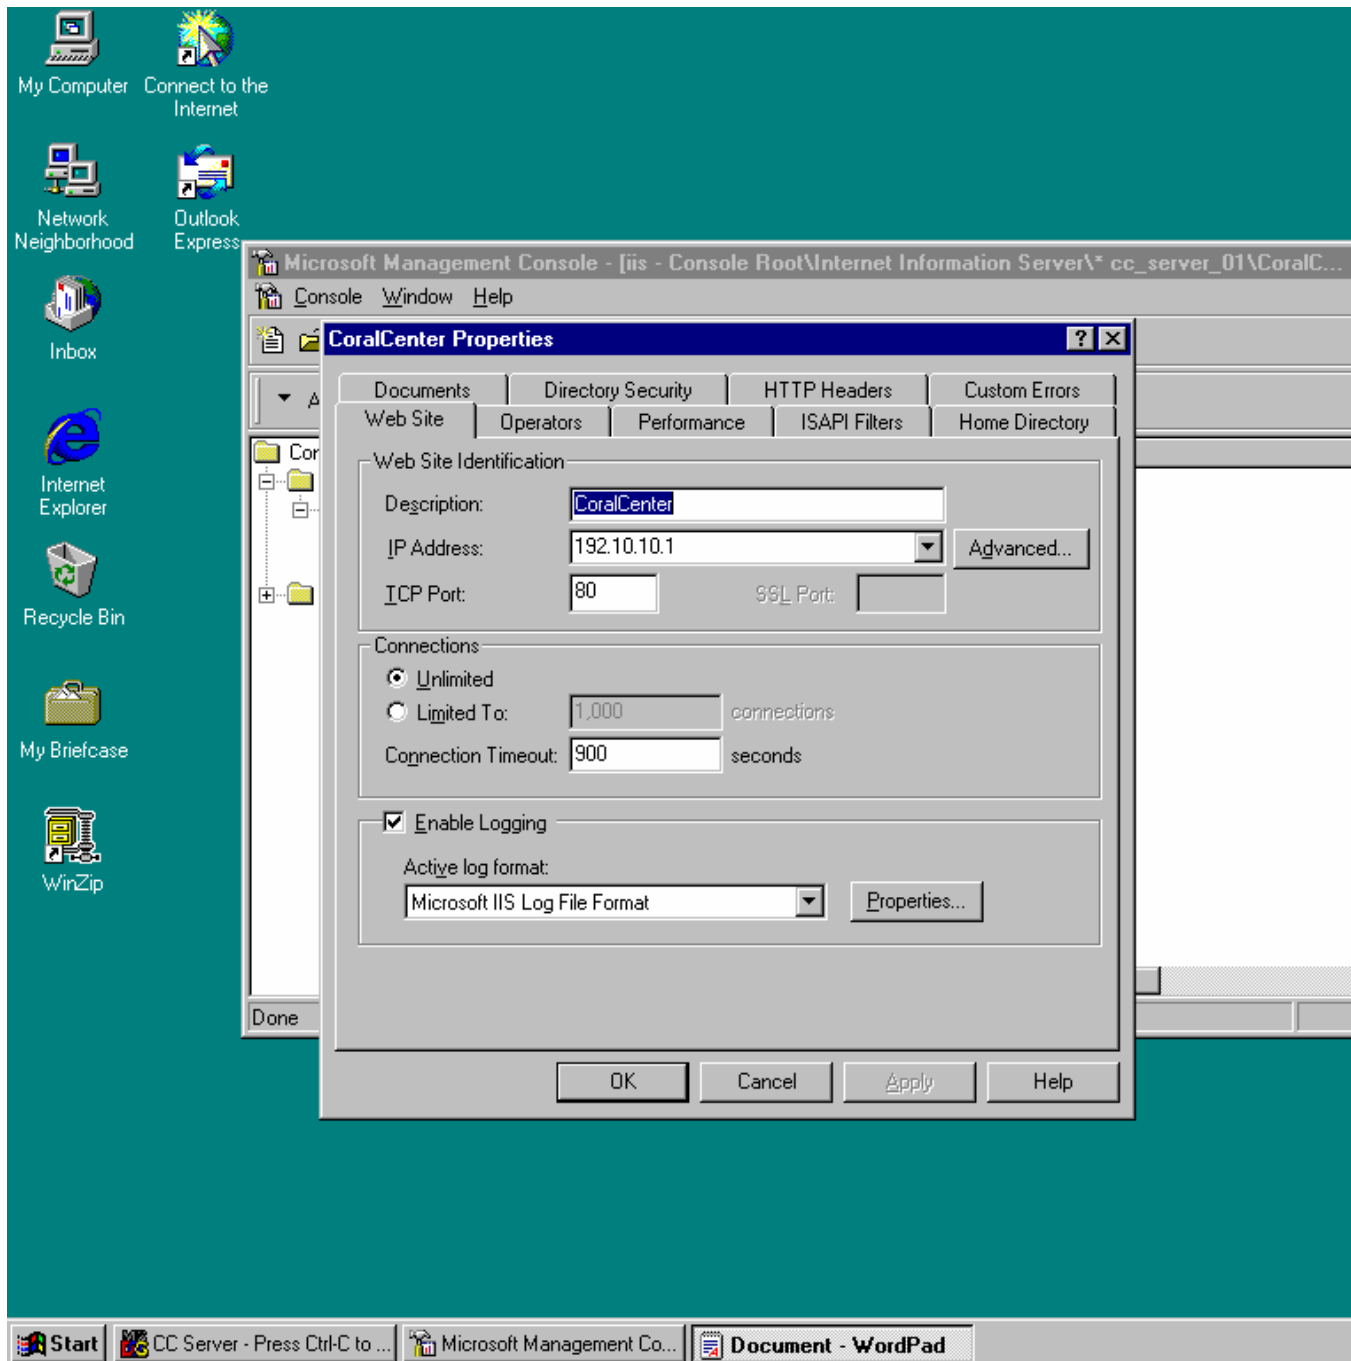 My Computer
Connect to the
Internet
Network
Neighborhood
Outlook
Express
Inbox
Internet
Explorer
Recycle Bin
My Briefcase
WinZip
Microsoft Management Console - [iis - Console Root\Internet Information Server\* cc_server_01\CoralC...
Console Window Help
CoralCenter Properties
Documents Directory Security HTTP Headers Custom Errors
Web Site Operators Performance ISAPI Filters Home Directory
Web Site Identification
Description: CoralCenter
IP Address: 192.10.10.1 Advanced...
TCP Port: 80 SSL Port:
Connections
Unlimited
Limited To: 1,000 connections
Connection Timeout: 900 seconds
Enable Logging
Active log format:
Microsoft IIS Log File Format Properties...
Done
OK Cancel Apply Help
Start CC Server - Press Ctrl-C to ... Microsoft Management Co... Document - WordPad